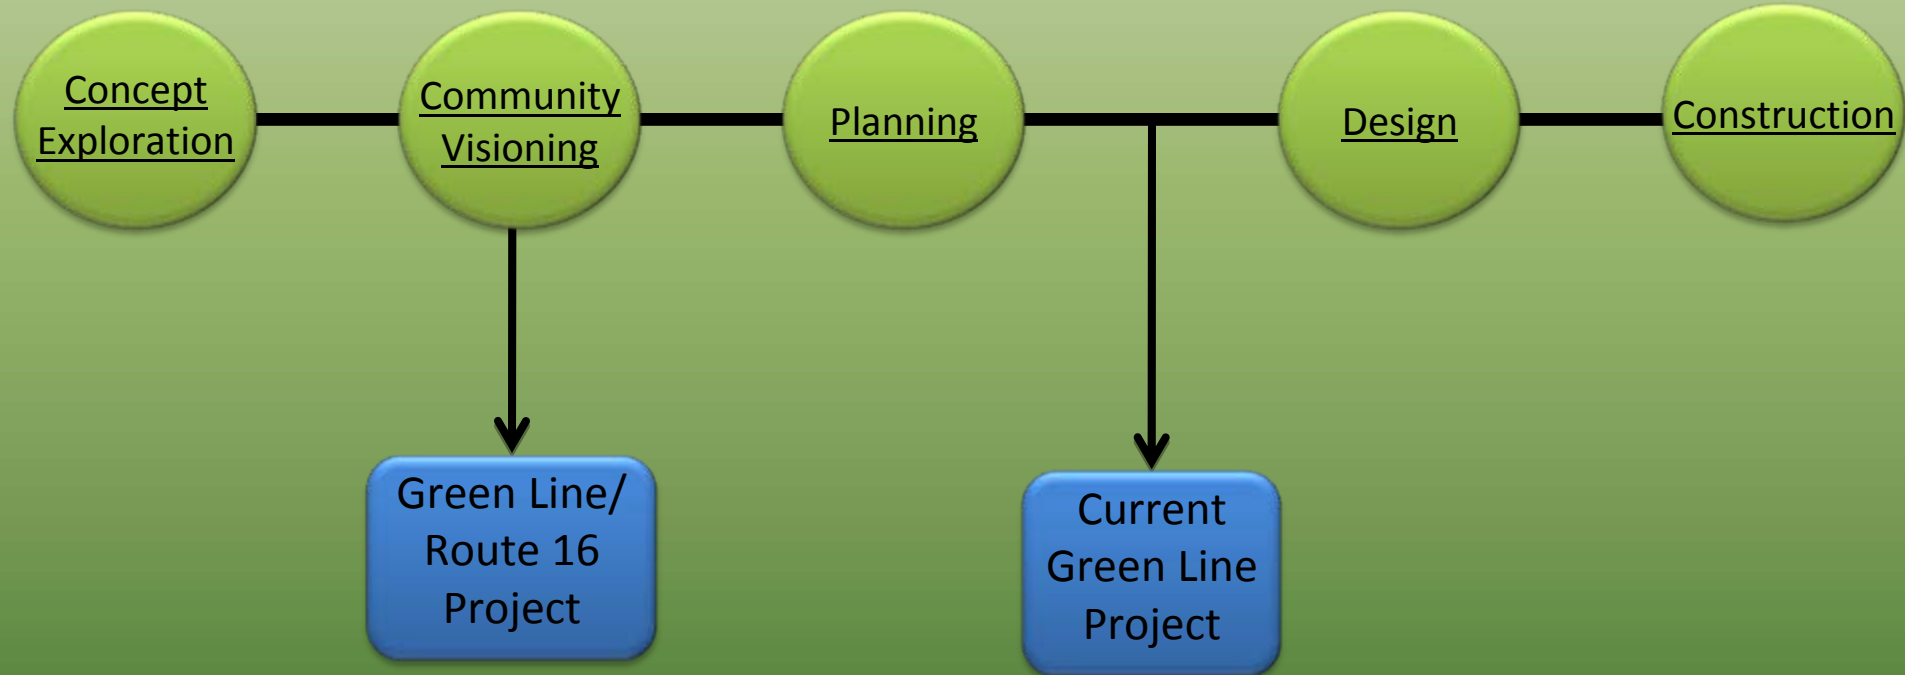 Concept
Exploration
Community
Visioning
Planning
Design
Construction
Green Line/
Route 16
Project
Current
Green Line
Project